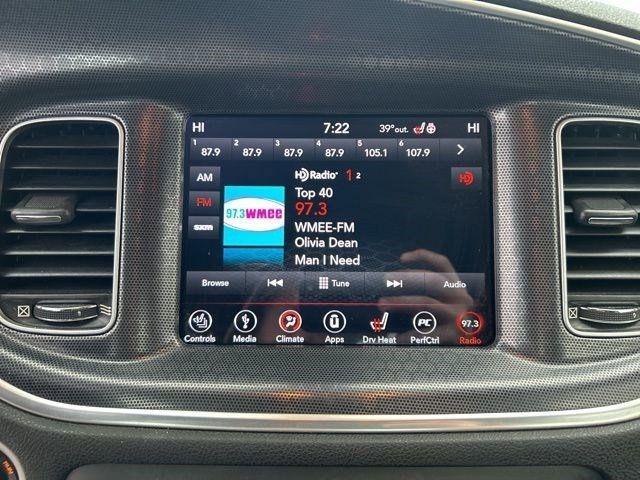 HI 7:22 39°out. HI
1 87.9 2 87.9 3 87.9 4 87.9 5 105.1 6 107.9
AM HD Radio 1 2 HD
Top 40
FM 97.3 WMEE 97.3
WMEE-FM
Olivia Dean
Man I Need
Browse Tune Audio
Controls Media Climate Apps Drv Heat PC PerfCtrl 97.3 Radio